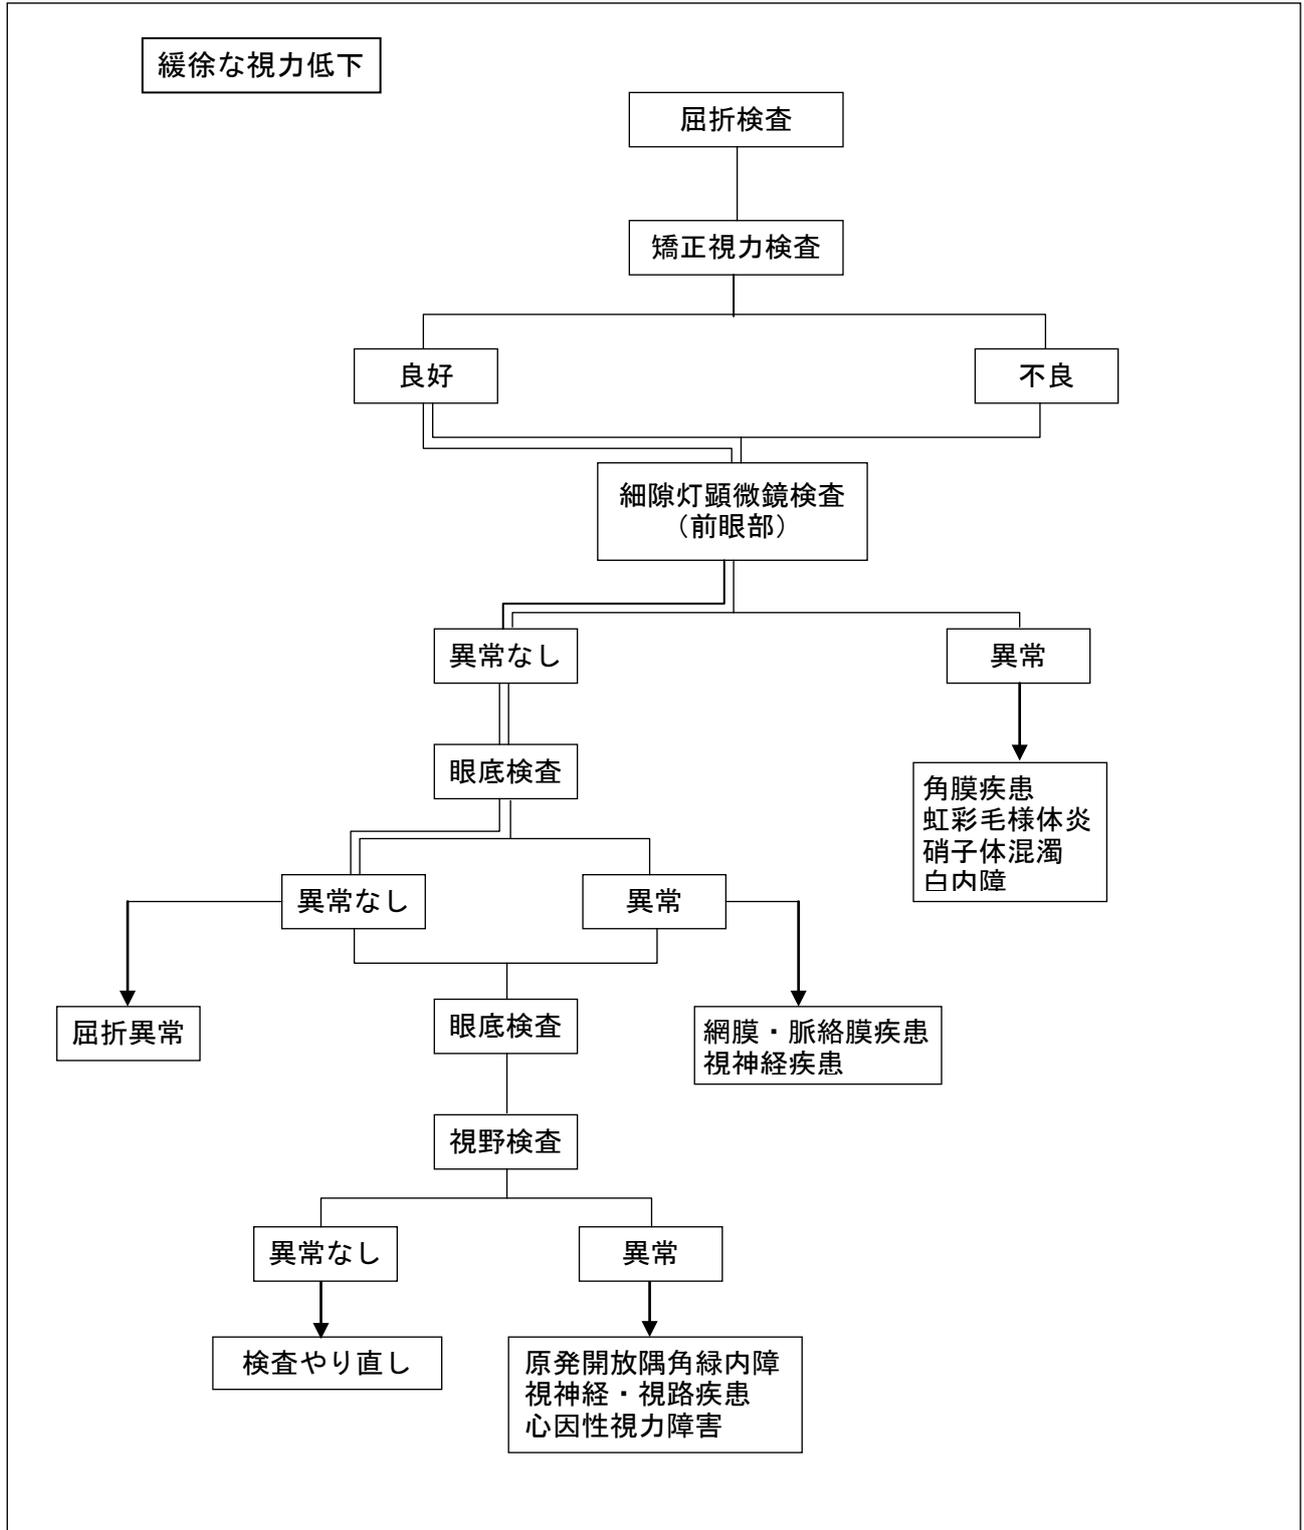 緩徐な視力低下
屈折検査
矯正視力検査
良好
不良
細隙灯顕微鏡検査
（前眼部）
異常なし
異常
眼底検査
角膜疾患
虹彩毛様体炎
硝子体混濁
白内障
異常なし
異常
屈折異常
眼底検査
網膜・脈絡膜疾患
視神経疾患
視野検査
異常なし
異常
検査やり直し
原発開放隅角緑内障
視神経・視路疾患
心因性視力障害